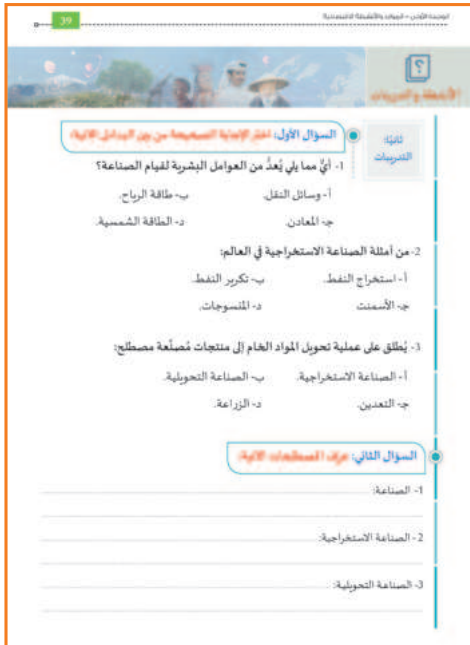 39
الوحدة الأولى - الموارد والأنشطة الاقتصادية
الأنشطة والتدريبات
ثانيًا:
التدريبات
السؤال الأول: اختر الإجابة الصحيحة من بين البدائل الآتية:
1- أيٌّ مما يلي يُعدُّ من العوامل البشرية لقيام الصناعة؟
أ- وسائل النقل. ب- طاقة الرياح.
ج- المعادن. د- الطاقة الشمسية.
2- من أمثلة الصناعة الاستخراجية في العالم:
أ- استخراج النفط. ب- تكرير النفط.
ج- الأسمنت د- المنسوجات.
3- يُطلق على عملية تحويل المواد الخام إلى منتجات مُصنَّعة مصطلح:
أ- الصناعة الاستخراجية. ب- الصناعة التحويلية.
ج- التعدين. د- الزراعة.
السؤال الثاني: عرّف المصطلحات الآتية:
1- الصناعة:
2- الصناعة الاستخراجية:
3- الصناعة التحويلية: